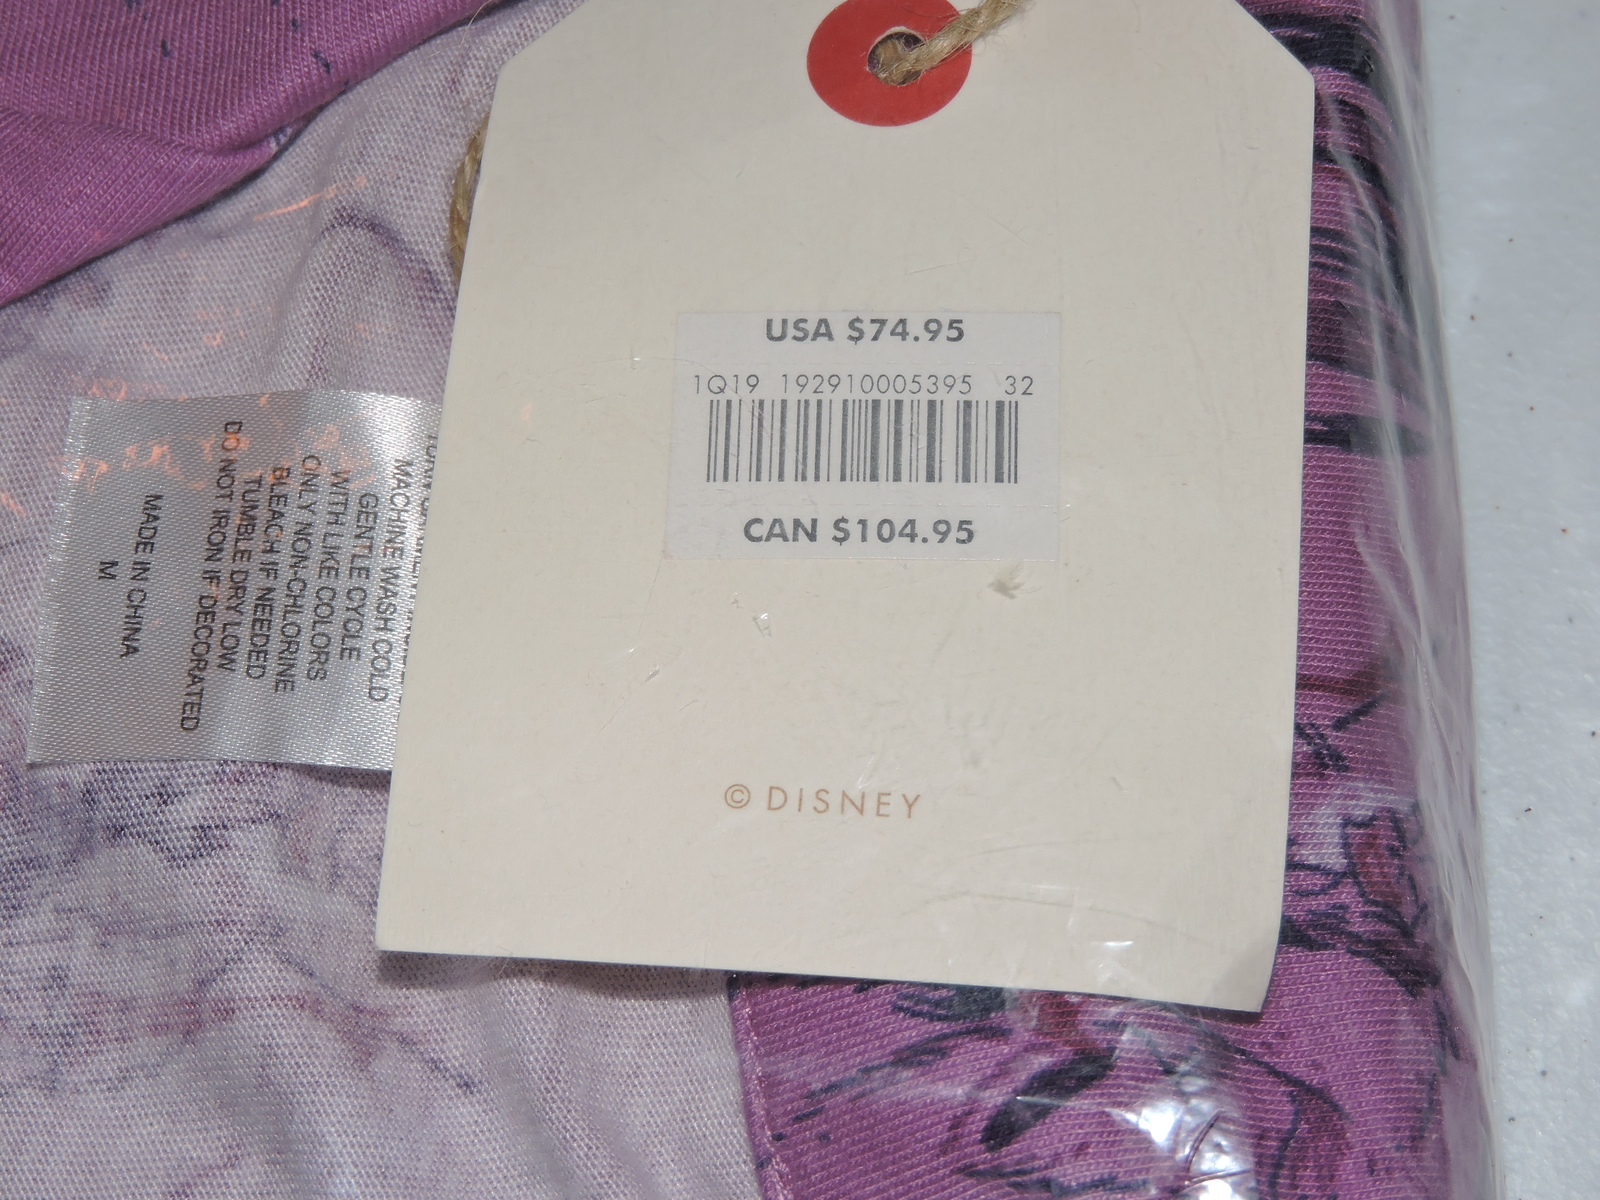 USA $74.95
1Q19 192910005395 32
CAN $104.95
© DISNEY
MACHINE WASH COLD
GENTLE CYCLE
WITH LIKE COLORS
ONLY NON-CHLORINE
BLEACH IF NEEDED
TUMBLE DRY LOW
DO NOT IRON IF DECORATED
MADE IN CHINA
M